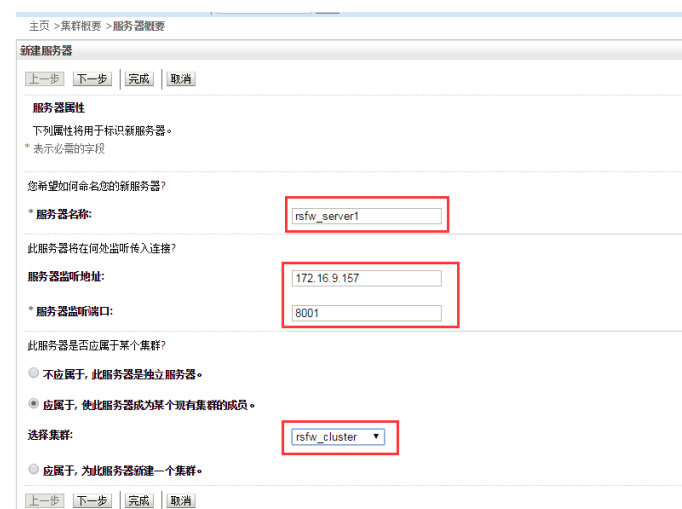 主页 >集群概要 >服务器概要
新建服务器
上一步 下一步 完成 取消
服务器属性
下列属性将用于标识新服务器。
* 表示必需的字段
您希望如何命名您的新服务器?
* 服务器名称: rsfw_server1
此服务器将在何处监听传入连接?
服务器监听地址: 172.16.9.157
* 服务器监听端口: 8001
此服务器是否应属于某个集群?
不应属于, 此服务器是独立服务器。
应属于, 使此服务器成为某个现有集群的成员。
选择集群: rsfw_cluster
应属于, 为此服务器新建一个集群。
上一步 下一步 完成 取消